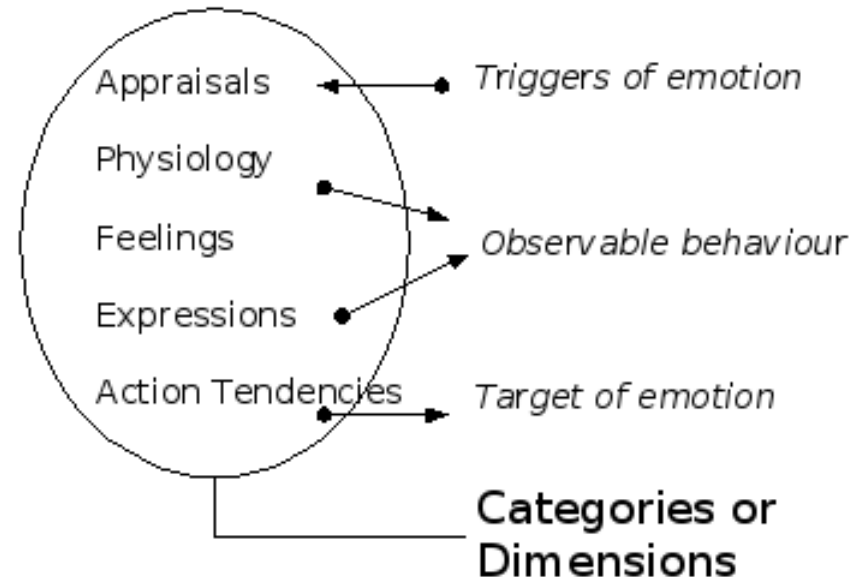 Appraisals
Triggers of emotion
Physiology
Feelings
Observable behaviour
Expressions
Action Tendencies
Target of emotion
Categories or
Dimensions